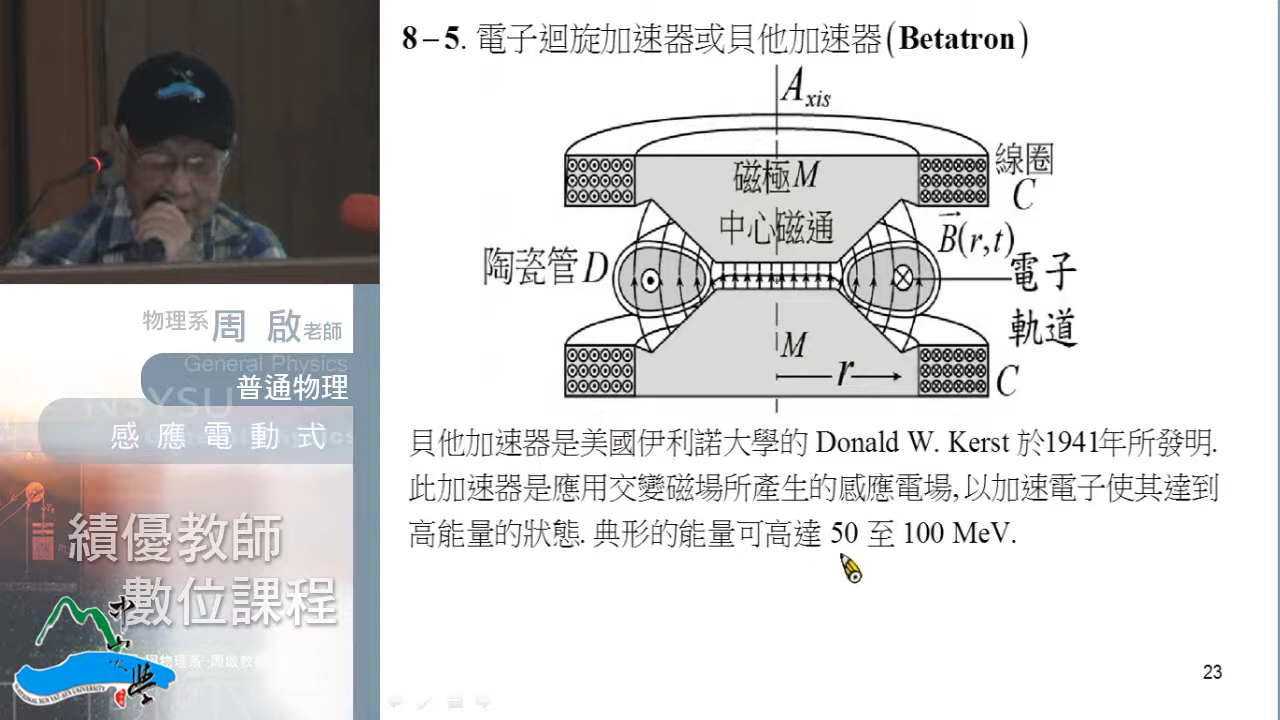 8-5. 電子迴旋加速器或貝他加速器(Betatron)
Axis
線圈
C
磁極M
中心磁通
B(r,t)
陶瓷管D
電子
軌道
M
r
C
貝他加速器是美國伊利諾大學的 Donald W. Kerst 於1941年所發明.
此加速器是應用交變磁場所產生的感應電場,以加速電子使其達到
高能量的狀態. 典形的能量可高達 50 至 100 MeV.
23
物理系周 啟老師
General Physics
普通物理
NSYSU
感應電動式
績優教師
數位課程